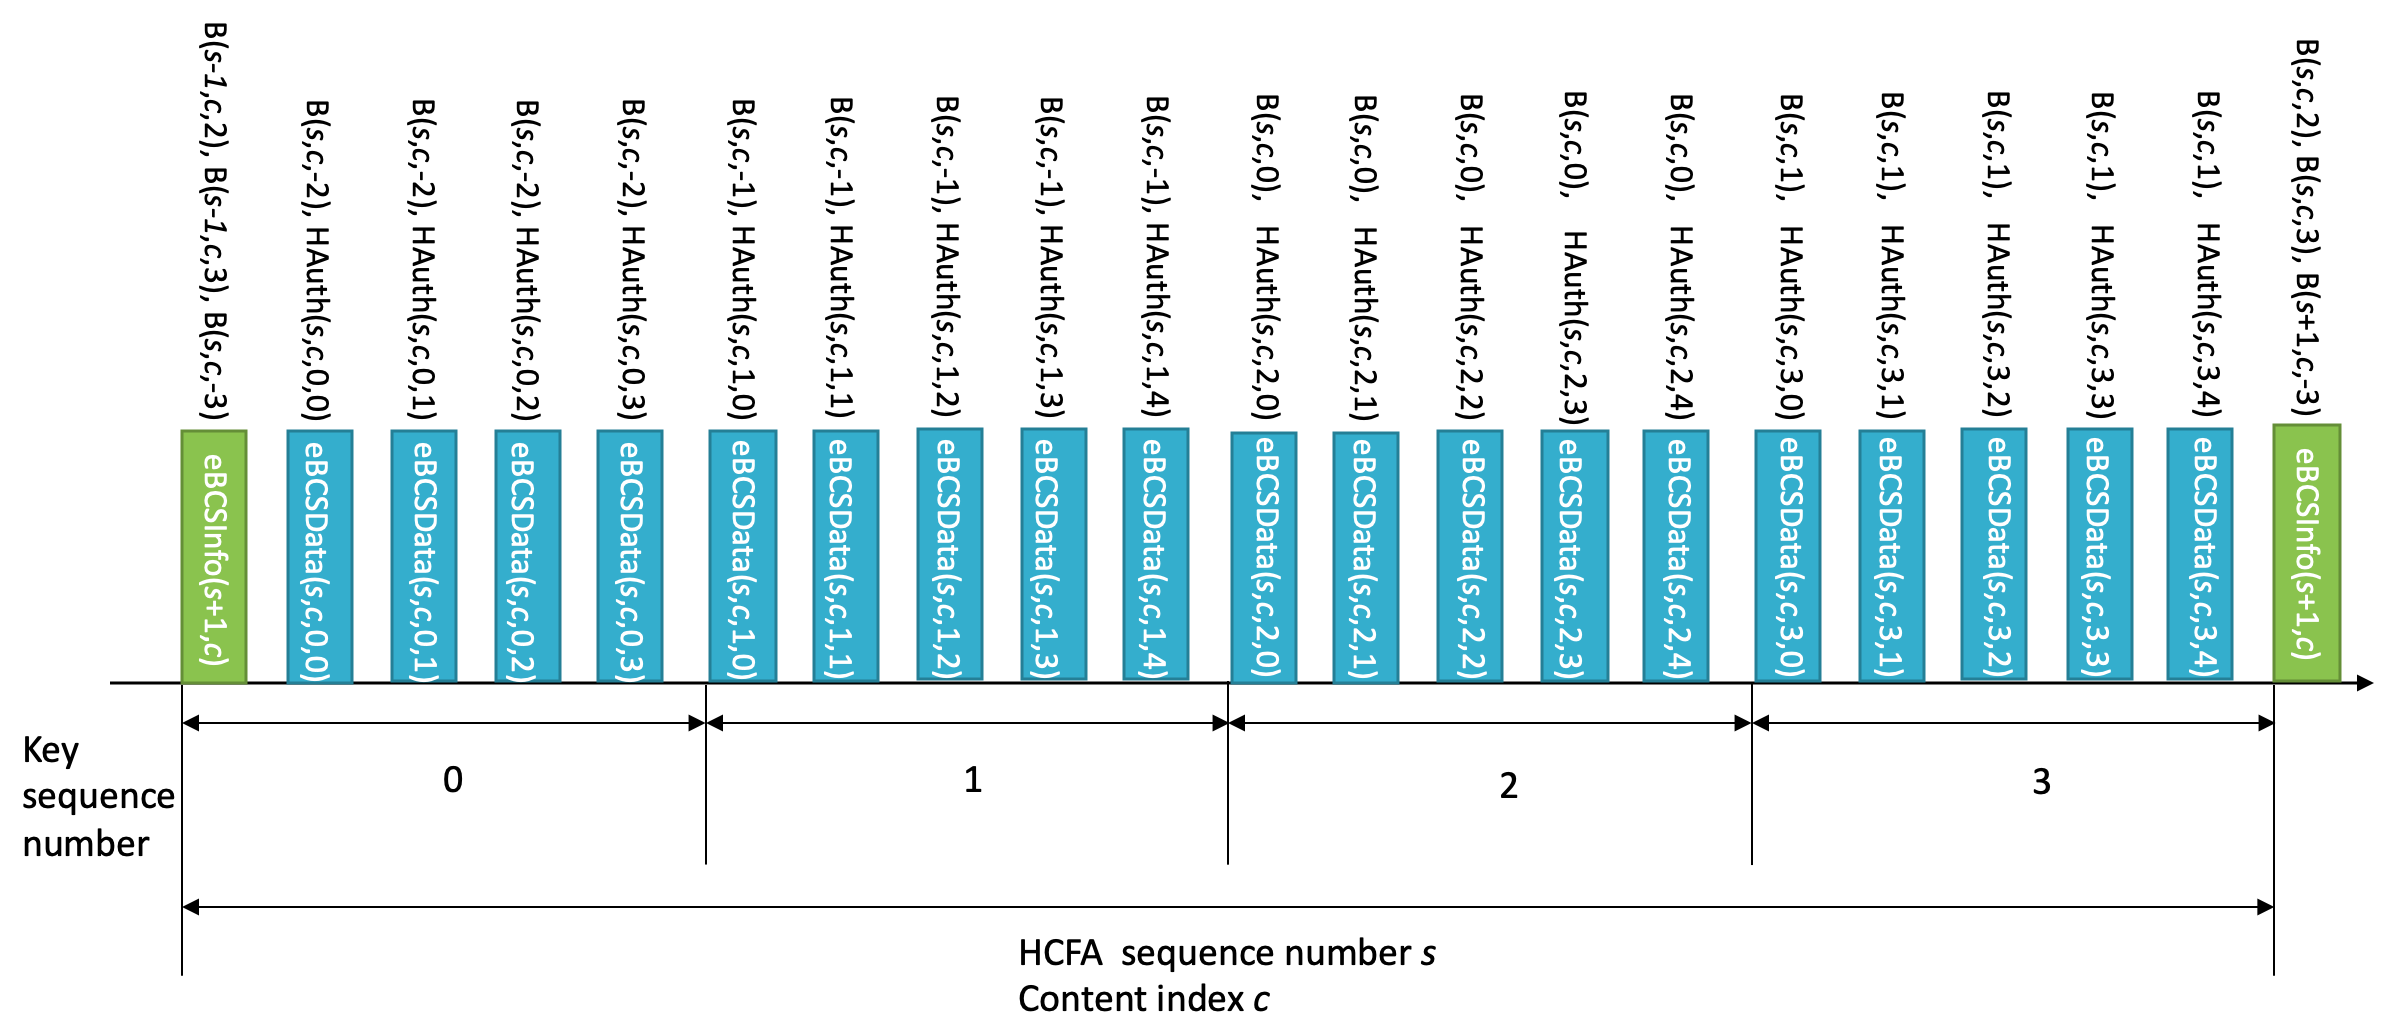 B(s-1,c,2), B(s-1,c,3), B(s,c,-3)
B(s,c,-2), HAuth(s,c,0,0)
B(s,c,-2), HAuth(s,c,0,1)
B(s,c,-2), HAuth(s,c,0,2)
B(s,c,-2), HAuth(s,c,0,3)
B(s,c,-1), HAuth(s,c,1,0)
B(s,c,-1), HAuth(s,c,1,1)
B(s,c,-1), HAuth(s,c,1,2)
B(s,c,-1), HAuth(s,c,1,3)
B(s,c,-1), HAuth(s,c,1,4)
B(s,c,0), HAuth(s,c,2,0)
B(s,c,0), HAuth(s,c,2,1)
B(s,c,0), HAuth(s,c,2,2)
B(s,c,0), HAuth(s,c,2,3)
B(s,c,0), HAuth(s,c,2,4)
B(s,c,1), HAuth(s,c,3,0)
B(s,c,1), HAuth(s,c,3,1)
B(s,c,1), HAuth(s,c,3,2)
B(s,c,1), HAuth(s,c,3,3)
B(s,c,1), HAuth(s,c,3,4)
B(s,c,2), B(s,c,3), B(s+1,c,-3)
eBCSInfo(s+1,c)
eBCSData(s,c,0,0)
eBCSData(s,c,0,1)
eBCSData(s,c,0,2)
eBCSData(s,c,0,3)
eBCSData(s,c,1,0)
eBCSData(s,c,1,1)
eBCSData(s,c,1,2)
eBCSData(s,c,1,3)
eBCSData(s,c,1,4)
eBCSData(s,c,2,0)
eBCSData(s,c,2,1)
eBCSData(s,c,2,2)
eBCSData(s,c,2,3)
eBCSData(s,c,2,4)
eBCSData(s,c,3,0)
eBCSData(s,c,3,1)
eBCSData(s,c,3,2)
eBCSData(s,c,3,3)
eBCSData(s,c,3,4)
eBCSInfo(s+1,c)
Key
sequence
number
0
1
2
3
HCFA sequence number s
Content index c